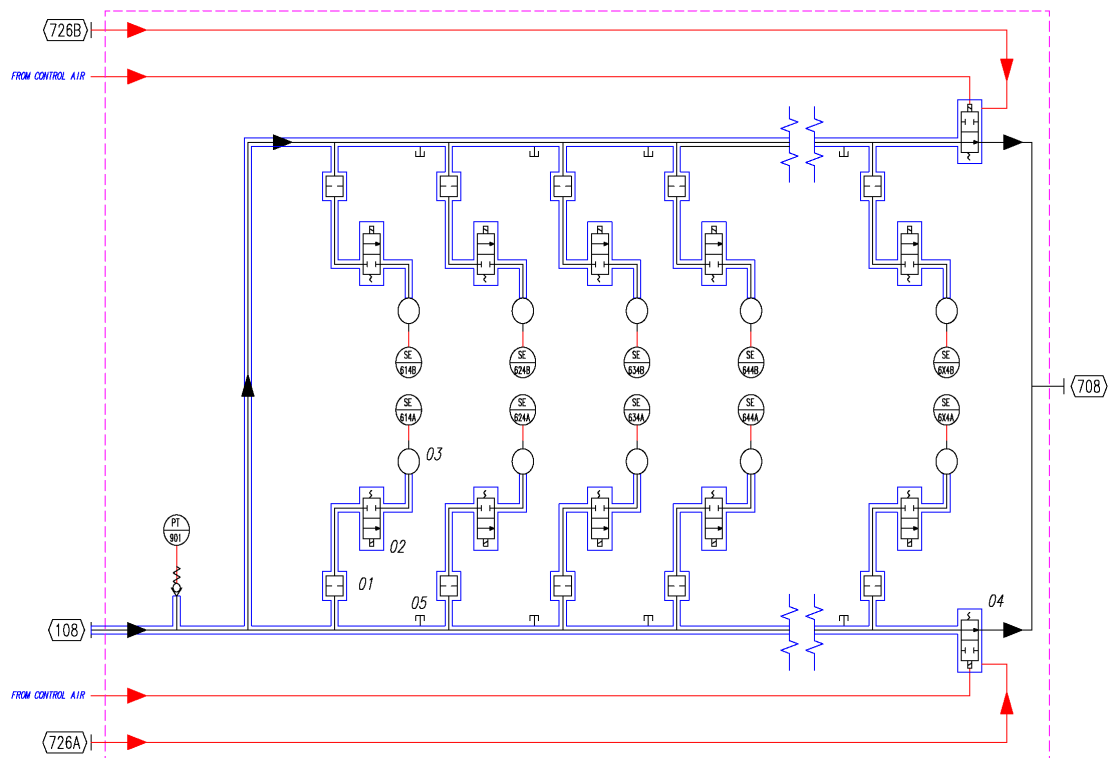 726B
FROM CONTROL AIR
SE 614B
SE 624B
SE 634B
SE 644B
SE 6X4B
708
SE 614A
SE 624A
SE 634A
SE 644A
SE 6X4A
03
PT 901
02
01
05
04
108
FROM CONTROL AIR
726A